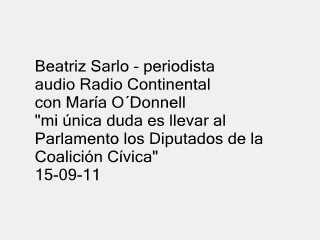 Beatriz Sarlo - periodista
audio Radio Continental
con María O´Donnell
"mi única duda es llevar al
Parlamento los Diputados de la
Coalición Cívica"
15-09-11